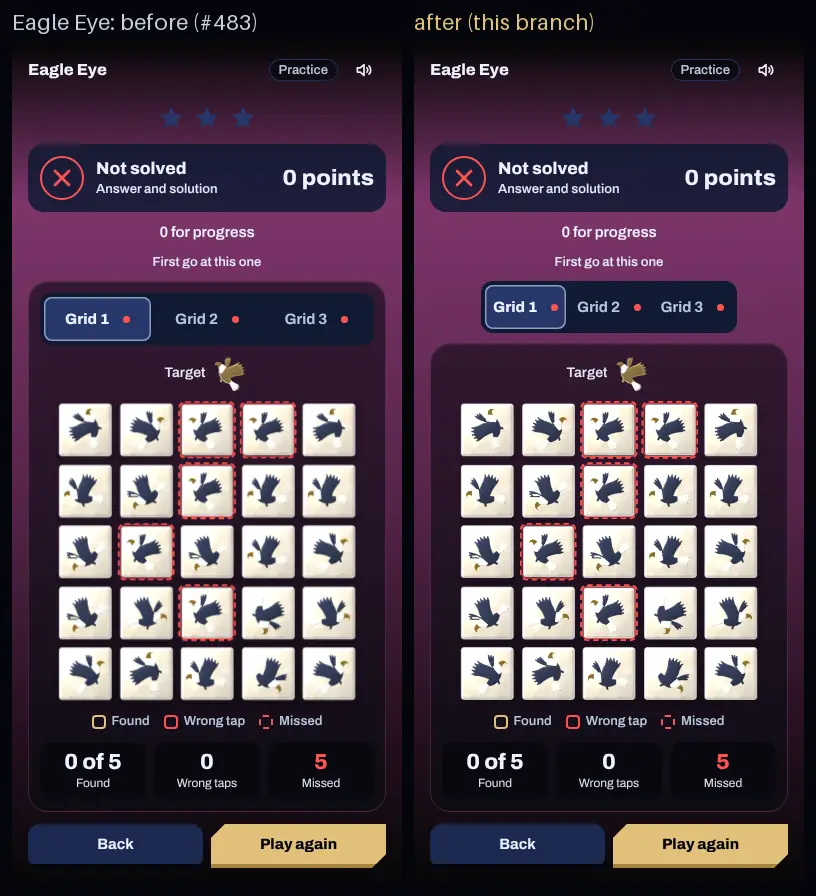 Eagle Eye: before (#483)
Eagle Eye
Practice
Not solved
Answer and solution
0 points
0 for progress
First go at this one
Grid 1
Grid 2
Grid 3
Target
Found
Wrong tap
Missed
0 of 5
Found
0
Wrong taps
5
Missed
Back
Play again
after (this branch)
Eagle Eye
Practice
Not solved
Answer and solution
0 points
0 for progress
First go at this one
Grid 1
Grid 2
Grid 3
Target
Found
Wrong tap
Missed
0 of 5
Found
0
Wrong taps
5
Missed
Back
Play again